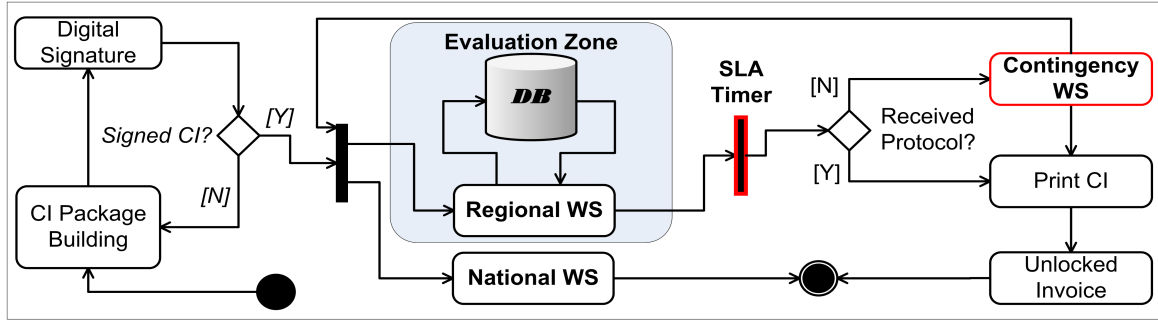 Digital
Signature
Signed CI?
[Y]
[N]
CI Package
Building
Evaluation Zone
DB
Regional WS
National WS
SLA
Timer
[N]
Received
Protocol?
[Y]
Contingency
WS
Print CI
Unlocked
Invoice